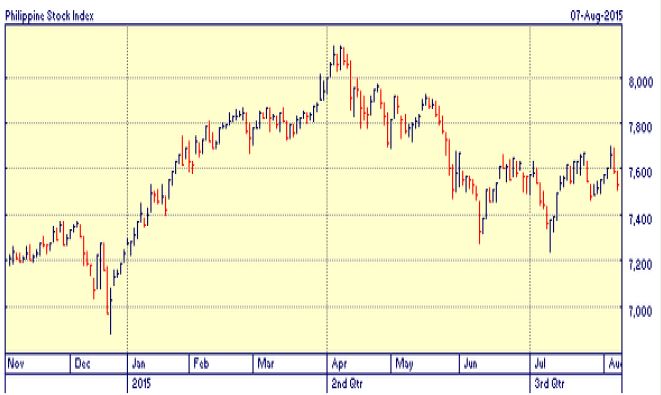 Philippine Stock Index 07-Aug-2015
8,000
7,800
7,600
7,400
7,200
7,000
Nov Dec Jan Feb Mar Apr May Jun Jul Au
2015 2nd Qtr 3rd Qtr